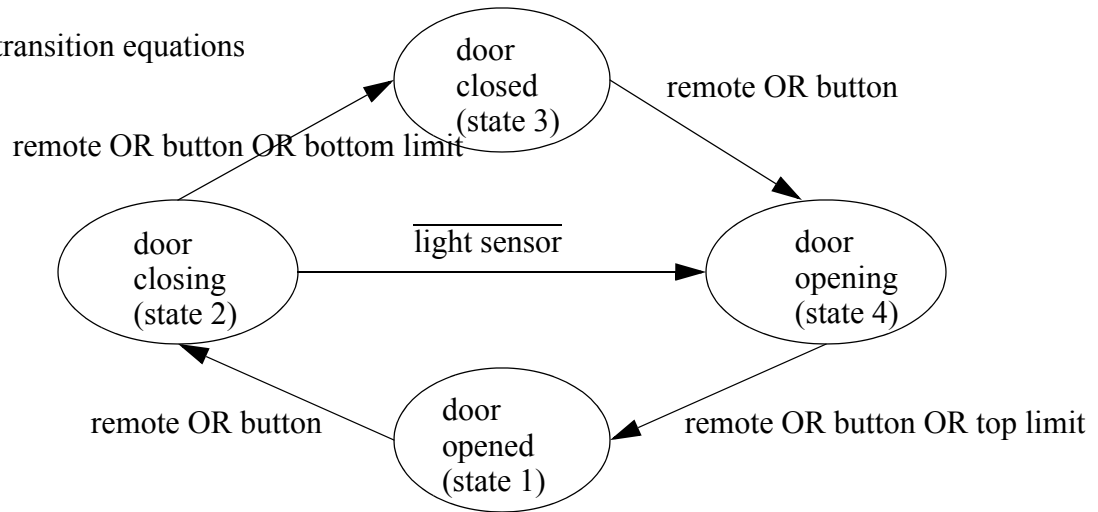 transition equations
door
closed
(state 3)
remote OR button
remote OR button OR bottom limit
light sensor
door
closing
(state 2)
door
opening
(state 4)
remote OR button
door
opened
(state 1)
remote OR button OR top limit